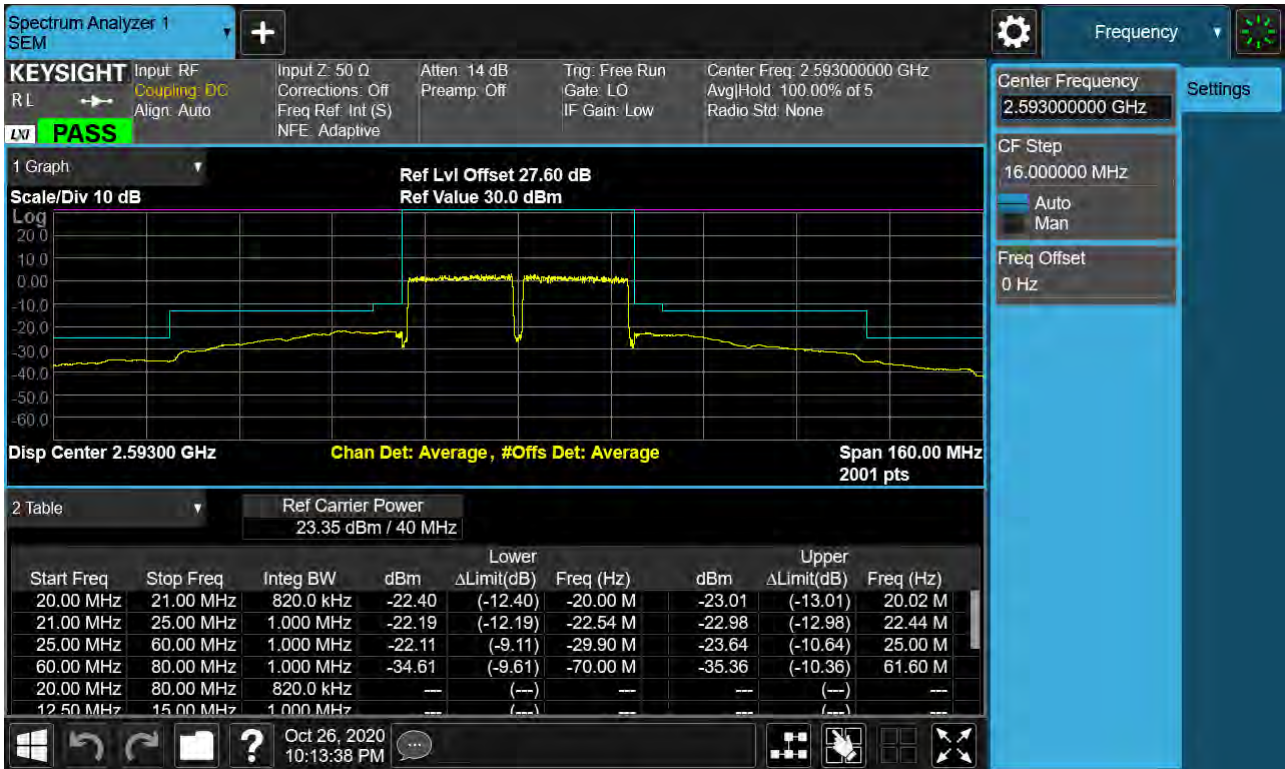 Spectrum Analyzer 1
SEM
Frequency
KEYSIGHT
R L
LXI
PASS
Input: RF
Coupling: DC
Align: Auto
Input Z: 50 Ω
Corrections: Off
Freq Ref: Int (S)
NFE: Adaptive
Atten: 14 dB
Preamp: Off
Trig: Free Run
Gate: LO
IF Gain: Low
Center Freq: 2.593000000 GHz
Avg|Hold: 100.00% of 5
Radio Std: None
Center Frequency
2.593000000 GHz
Settings
CF Step
16.000000 MHz
Auto
Man
Freq Offset
0 Hz
1 Graph
Scale/Div 10 dB
Ref Lvl Offset 27.60 dB
Ref Value 30.0 dBm
Log
20.0
10.0
0.00
-10.0
-20.0
-30.0
-40.0
-50.0
-60.0
Disp Center 2.59300 GHz
Chan Det: Average, #Offs Det: Average
Span 160.00 MHz
2001 pts
2 Table
Ref Carrier Power
23.35 dBm / 40 MHz
Lower Upper
Start Freq Stop Freq Integ BW dBm ΔLimit(dB) Freq (Hz) dBm ΔLimit(dB) Freq (Hz)
20.00 MHz 21.00 MHz 820.0 kHz -22.40 (-12.40) -20.00 M -23.01 (-13.01) 20.02 M
21.00 MHz 25.00 MHz 1.000 MHz -22.19 (-12.19) -22.54 M -22.98 (-12.98) 22.44 M
25.00 MHz 60.00 MHz 1.000 MHz -22.11 (-9.11) -29.90 M -23.64 (-10.64) 25.00 M
60.00 MHz 80.00 MHz 1.000 MHz -34.61 (-9.61) -70.00 M -35.36 (-10.36) 61.60 M
20.00 MHz 80.00 MHz 820.0 kHz --- (---) --- --- (---) ---
12.50 MHz 15.00 MHz 1.000 MHz --- (---) --- --- (---) ---
?
Oct 26, 2020
10:13:38 PM